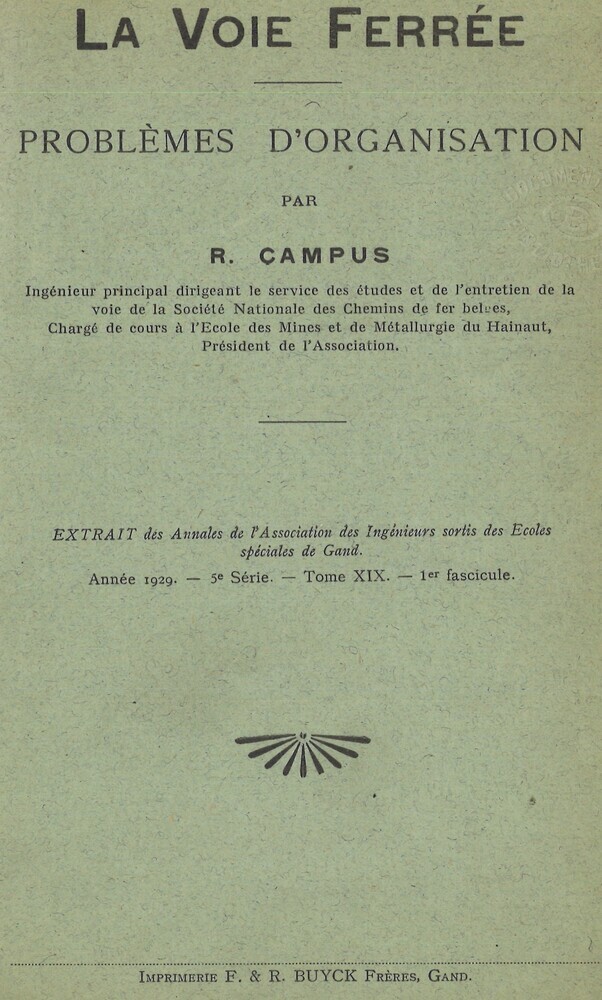 LA VOIE FERRÉE
PROBLÈMES D'ORGANISATION
PAR
R. CAMPUS
Ingénieur principal dirigeant le service des études et de l'entretien de la
voie de la Société Nationale des Chemins de fer belges,
Chargé de cours à l'Ecole des Mines et de Métallurgie du Hainaut,
Président de l'Association.
EXTRAIT des Annales de l'Association des Ingénieurs sortis des Ecoles
spéciales de Gand.
Année 1929. — 5e Série. — Tome XIX. — 1er fascicule.
IMPRIMERIE F. & R. BUYCK FRÈRES, GAND.